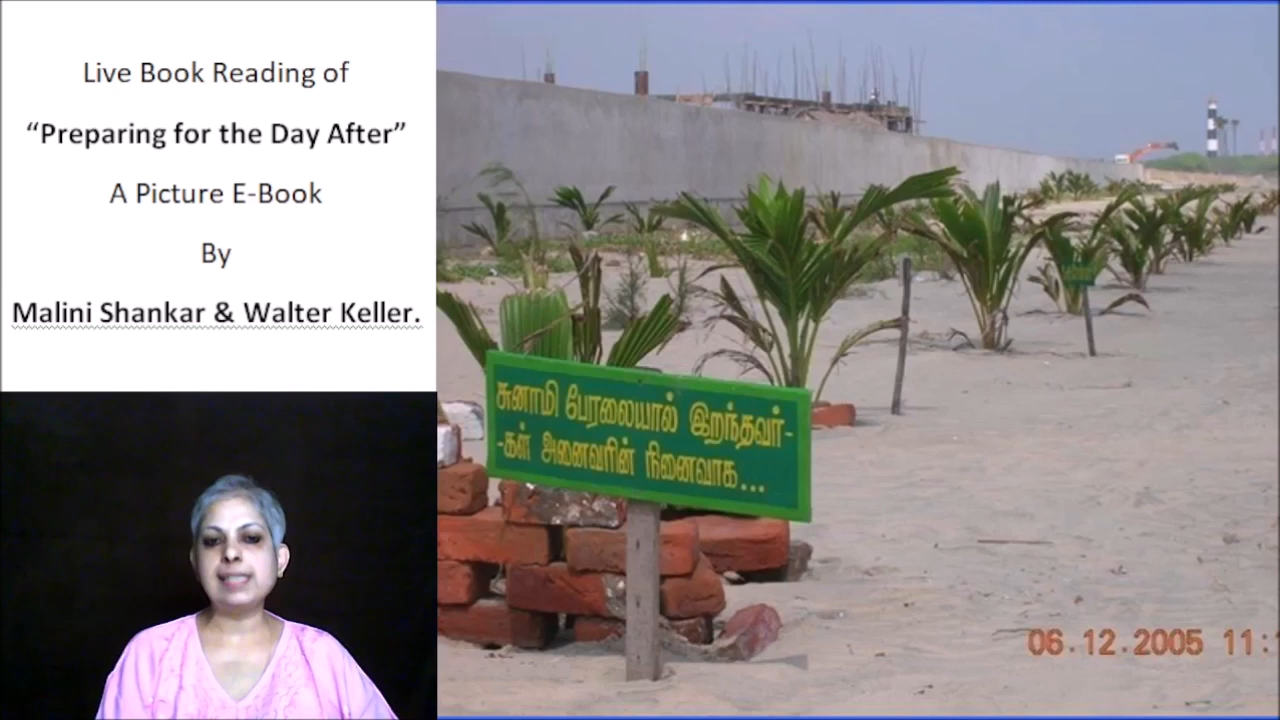 Live Book Reading of
“Preparing for the Day After”
A Picture E-Book
By
Malini Shankar & Walter Keller.
சுனாமி பேரலையால் இறந்தவர்-
-கள் அனைவரின் நினைவாக...
06.12.2005 11: